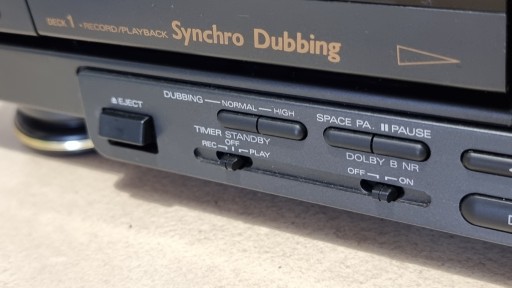 DECK 1 •RECORD/PLAYBACK Synchro Dubbing
EJECT
DUBBING NORMAL HIGH
SPACE PA. PAUSE
TIMER STANDBY
REC OFF PLAY
DOLBY B NR
OFF ON